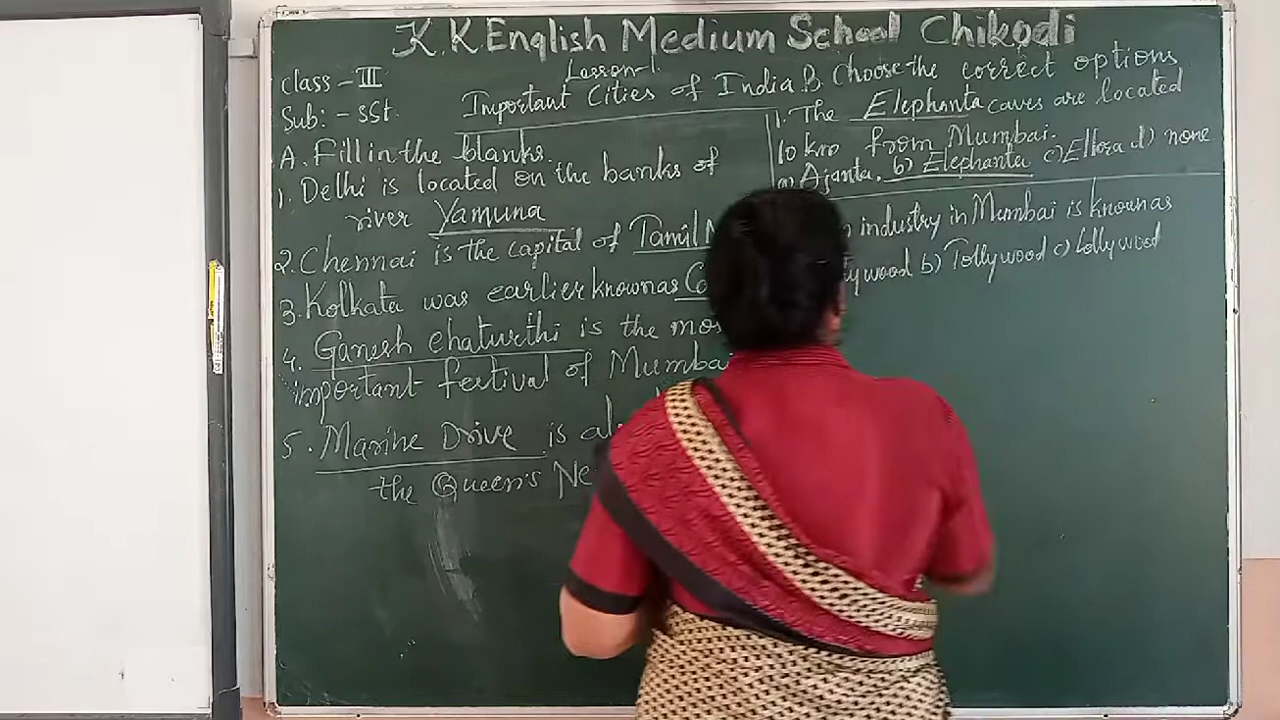 K.K English Medium School Chikodi
Class - III
Lesson-1.
Sub: - SSt.
Important Cities of India
A. Fill in the blanks.
1. Delhi is located on the banks of
river Yamuna
2. Chennai is the capital of Tamil
3. Kolkata was earlier known as
4. Ganesh chaturthi is the
important festival of Mumbai
5. Marine Drive is
the Queen's
B. Choose the correct options
1. The Elephanta caves are located
10 km from Mumbai.
a) Ajanta. b) Elephanta c) Ellora d) none
industry in Mumbai is known as
b) Tollywood c) Lollywood